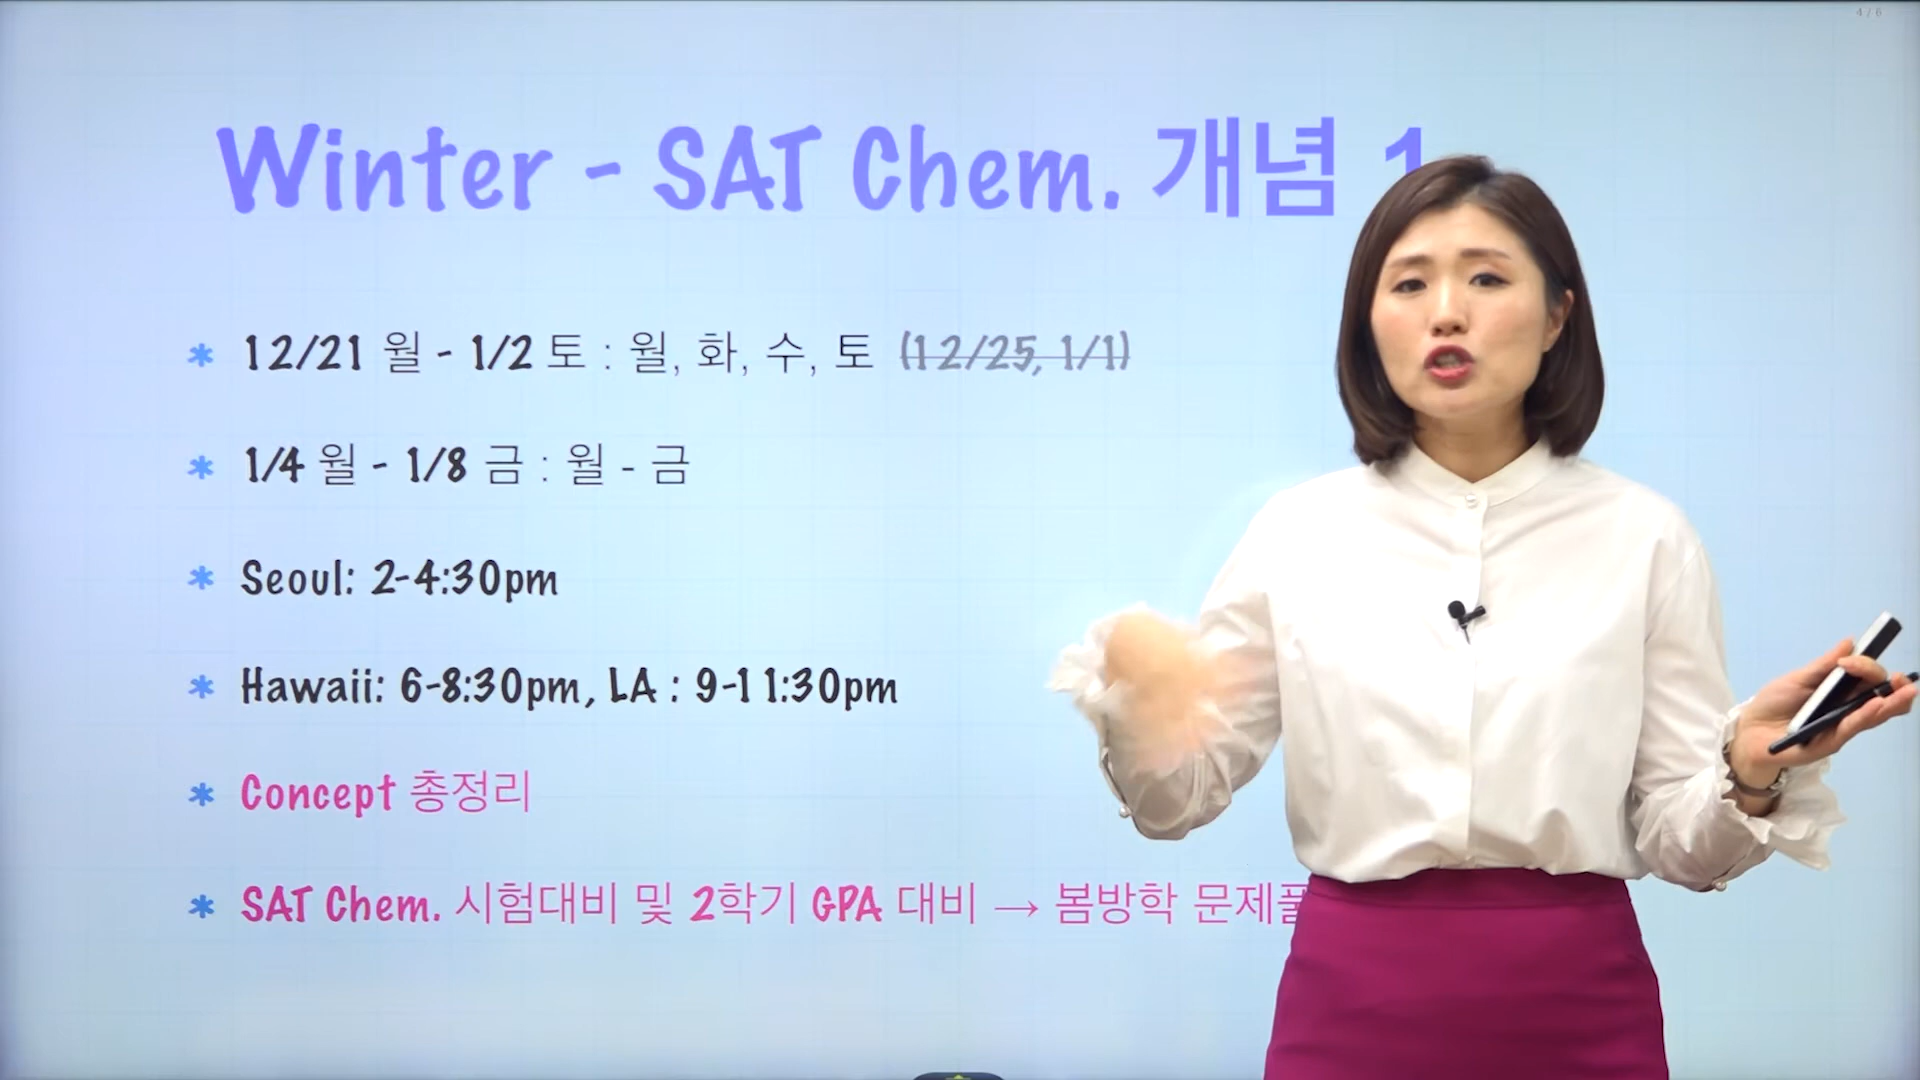 4 / 6
Winter - SAT Chem. 개념 1
* 12/21 월 - 1/2 토 : 월, 화, 수, 토 (12/25, 1/1)
* 1/4 월 - 1/8 금 : 월 - 금
* Seoul: 2-4:30pm
* Hawaii: 6-8:30pm, LA : 9-11:30pm
* Concept 총정리
* SAT Chem. 시험대비 및 2학기 GPA 대비 → 봄방학